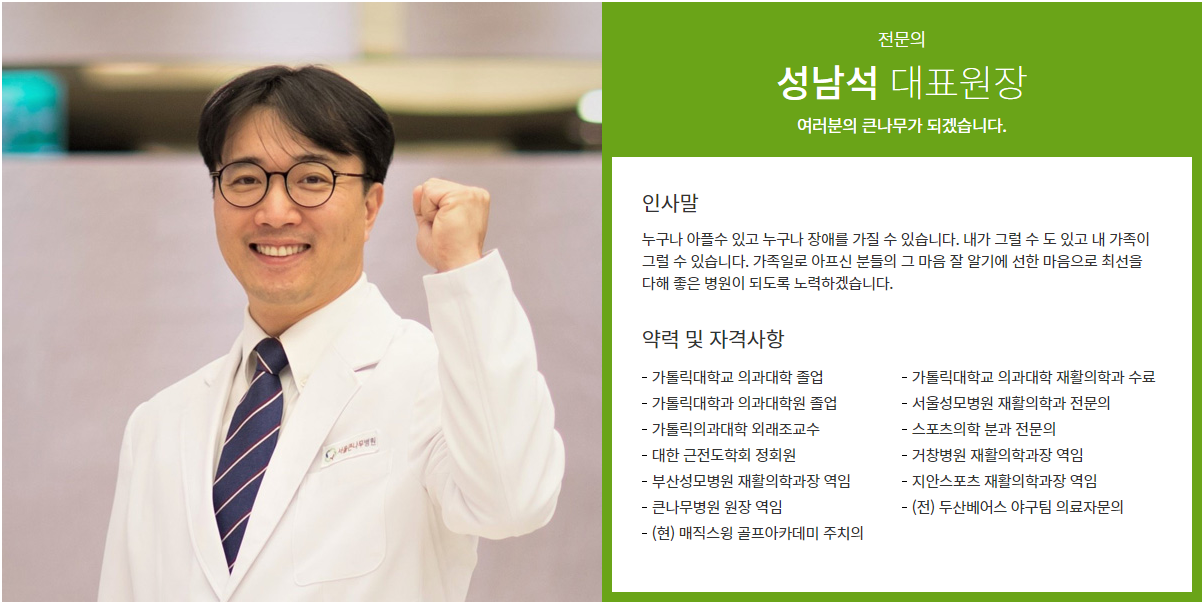 전문의
성남석 대표원장
여러분의 큰나무가 되겠습니다.
인사말
누구나 아플수 있고 누구나 장애를 가질 수 있습니다. 내가 그럴 수 도 있고 내 가족이
그럴 수 있습니다. 가족일로 아프신 분들의 그 마음 잘 알기에 선한 마음으로 최선을
다해 좋은 병원이 되도록 노력하겠습니다.
약력 및 자격사항
- 가톨릭대학교 의과대학 졸업
- 가톨릭대학과 의과대학원 졸업
- 가톨릭의과대학 외래조교수
- 대한 근전도학회 정회원
- 부산성모병원 재활의학과장 역임
- 큰나무병원 원장 역임
- (현) 매직스윙 골프아카데미 주치의
- 가톨릭대학교 의과대학 재활의학과 수료
- 서울성모병원 재활의학과 전문의
- 스포츠의학 분과 전문의
- 거창병원 재활의학과장 역임
- 지안스포츠 재활의학과장 역임
- (전) 두산베어스 야구팀 의료자문의
서울큰나무병원